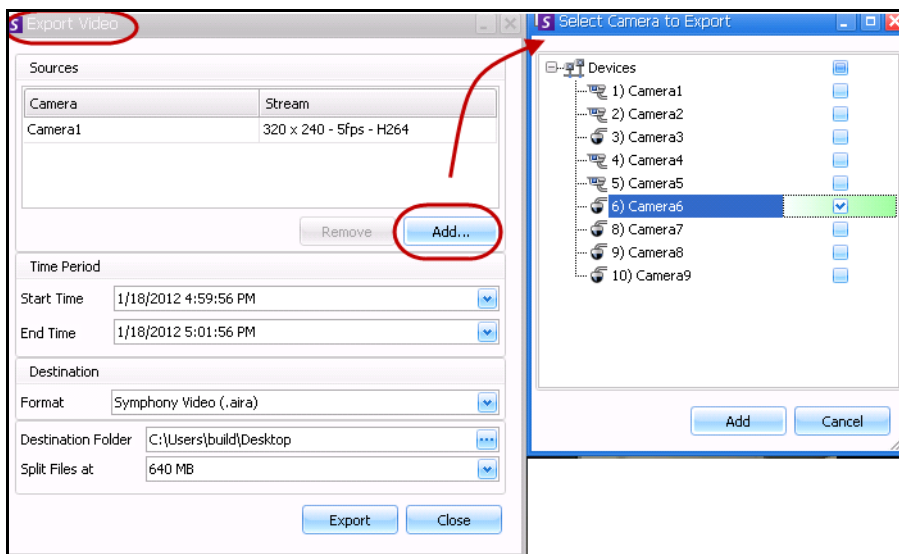 S Export Video
Sources
Camera Stream
Camera1 320 x 240 - 5fps - H264
Remove Add...
Time Period
Start Time 1/18/2012 4:59:56 PM
End Time 1/18/2012 5:01:56 PM
Destination
Format Symphony Video (.aira)
Destination Folder C:\Users\build\Desktop
Split Files at 640 MB
Export Close
S Select Camera to Export
Devices
1) Camera1
2) Camera2
3) Camera3
4) Camera4
5) Camera5
6) Camera6
8) Camera7
9) Camera8
10) Camera9
Add Cancel